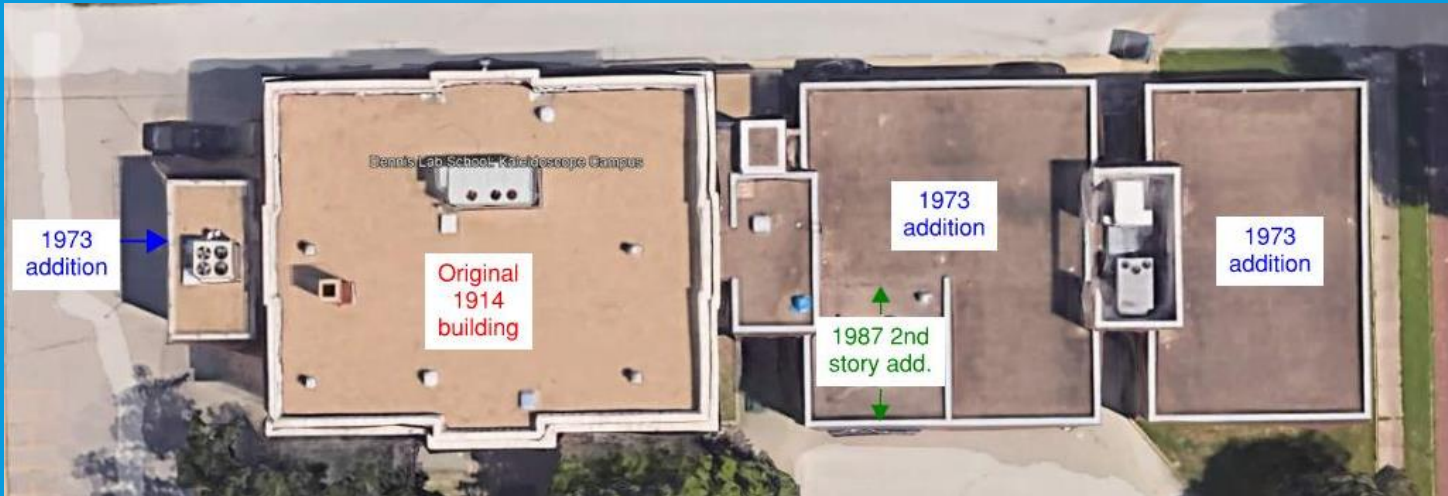 Dennis Lab School: Kaleidoscope Campus
1973
addition
Original
1914
building
1973
addition
1987 2nd
story add.
1973
addition